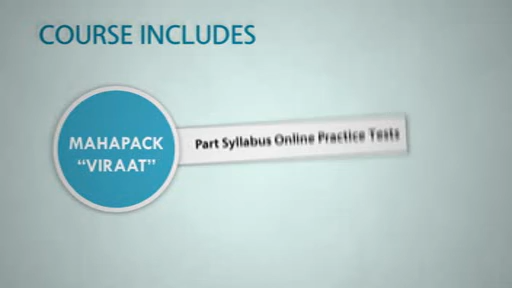 COURSE INCLUDES
MAHAPACK
“VIRAAT”
Part Syllabus Online Practice Tests